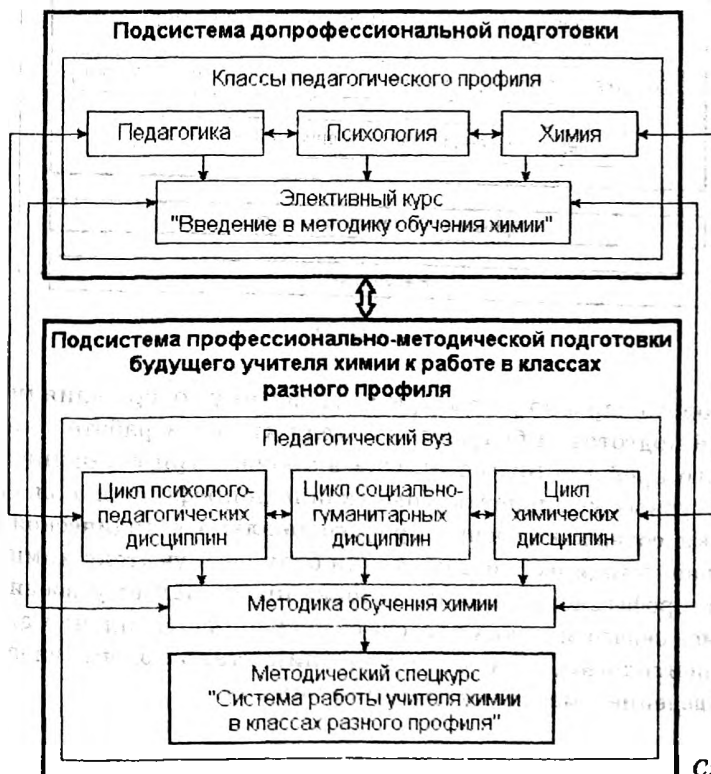 Подсистема допрофессиональной подготовки
Классы педагогического профиля
Педагогика
Психология
Химия
Элективный курс
"Введение в методику обучения химии"
Подсистема профессионально-методической подготовки
будущего учителя химии к работе в классах
разного профиля
Педагогический вуз
Цикл психолого-
педагогических
дисциплин
Цикл социально-
гуманитарных
дисциплин
Цикл
химических
дисциплин
Методика обучения химии
Методический спецкурс
"Система работы учителя химии
в классах разного профиля"